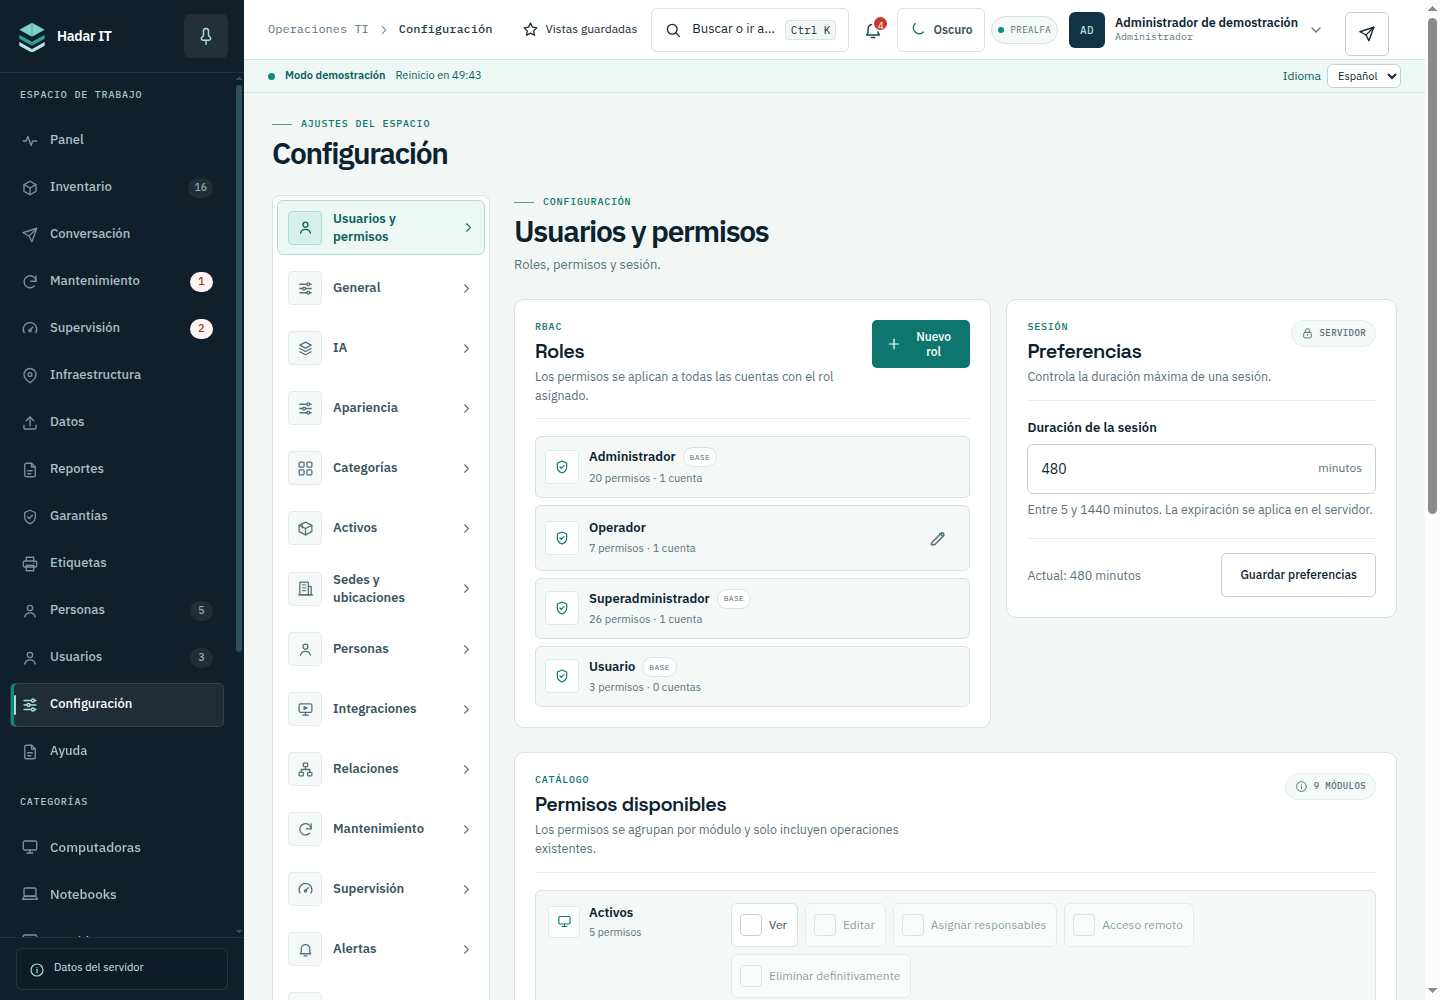 Hadar IT
ESPACIO DE TRABAJO
Panel
Inventario 16
Conversación
Mantenimiento 1
Supervisión 2
Infraestructura
Datos
Reportes
Garantías
Etiquetas
Personas 5
Usuarios 3
Configuración
Ayuda
CATEGORÍAS
Computadoras
Notebooks
Datos del servidor
Operaciones TI > Configuración
Vistas guardadas
Buscar o ir a... Ctrl K
4
Oscuro
PREALFA
AD
Administrador de demostración
Administrador
Modo demostración Reinicio en 49:43
Idioma Español
AJUSTES DEL ESPACIO
Configuración
Usuarios y
permisos
General
IA
Apariencia
Categorías
Activos
Sedes y
ubicaciones
Personas
Integraciones
Relaciones
Mantenimiento
Supervisión
Alertas
CONFIGURACIÓN
Usuarios y permisos
Roles, permisos y sesión.
RBAC
Roles
Los permisos se aplican a todas las cuentas con el rol
asignado.
Nuevo
rol
Administrador BASE
20 permisos · 1 cuenta
Operador
7 permisos · 1 cuenta
Superadministrador BASE
26 permisos · 1 cuenta
Usuario BASE
3 permisos · 0 cuentas
SESIÓN
SERVIDOR
Preferencias
Controla la duración máxima de una sesión.
Duración de la sesión
480 minutos
Entre 5 y 1440 minutos. La expiración se aplica en el servidor.
Actual: 480 minutos
Guardar preferencias
CATÁLOGO
9 MÓDULOS
Permisos disponibles
Los permisos se agrupan por módulo y solo incluyen operaciones
existentes.
Activos
5 permisos
Ver
Editar
Asignar responsables
Acceso remoto
Eliminar definitivamente